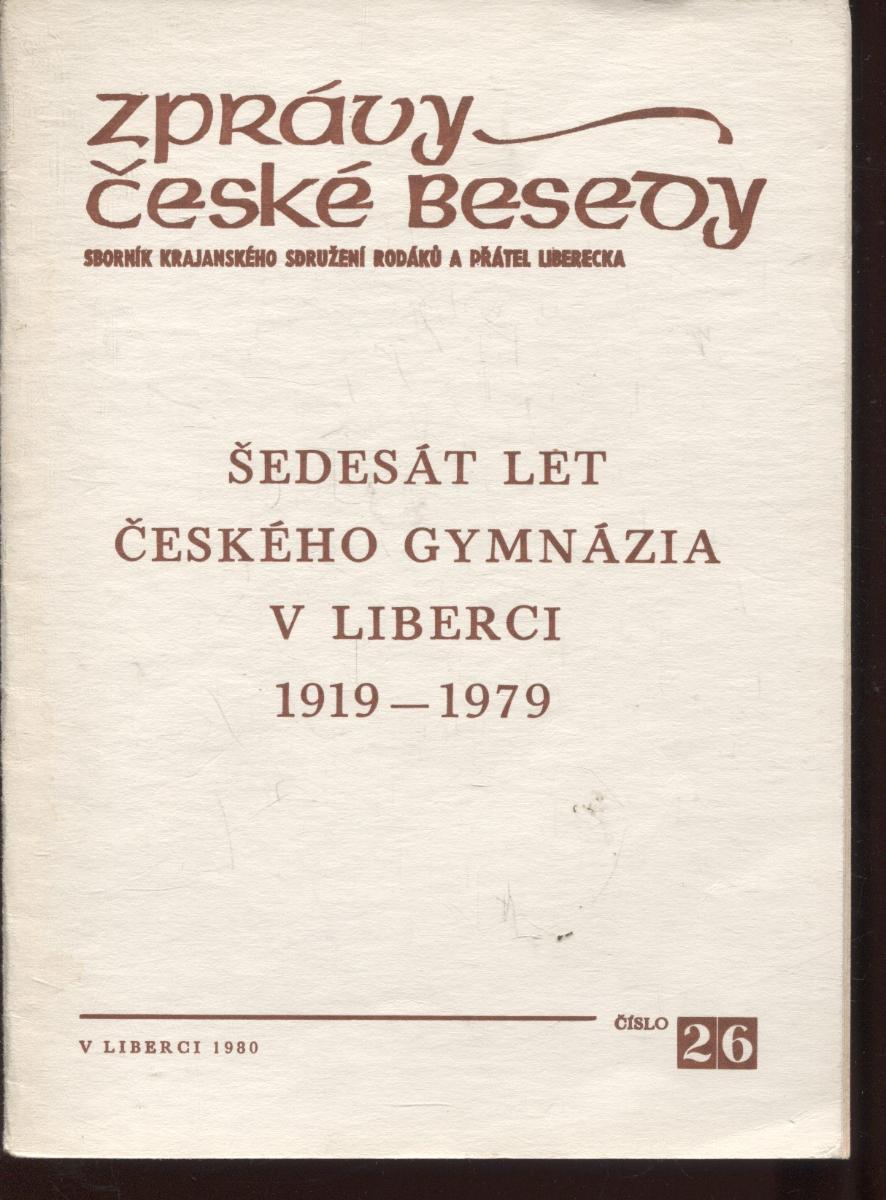 Zprávy
České Besedy
SBORNÍK KRAJANSKÉHO SDRUŽENÍ RODÁKŮ A PŘÁTEL LIBERECKA
ŠEDESÁT LET
ČESKÉHO GYMNÁZIA
V LIBERCI
1919 — 1979
V LIBERCI 1980
ČÍSLO 26